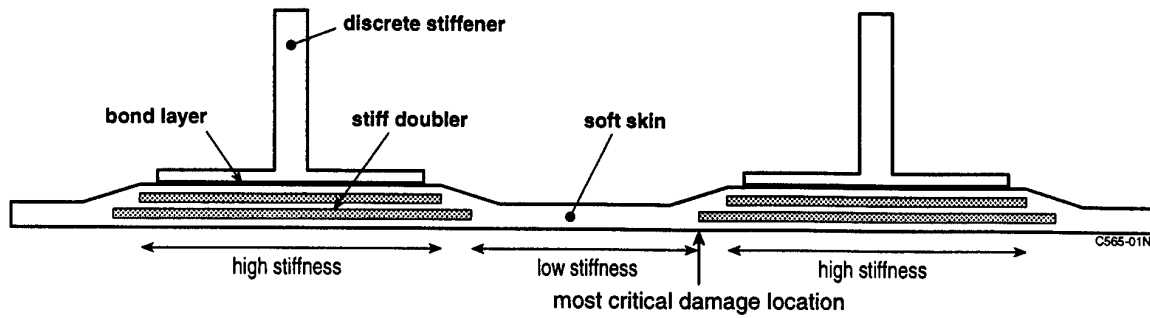 discrete stiffener
bond layer
stiff doubler
soft skin
C565-01N
high stiffness
low stiffness
high stiffness
most critical damage location